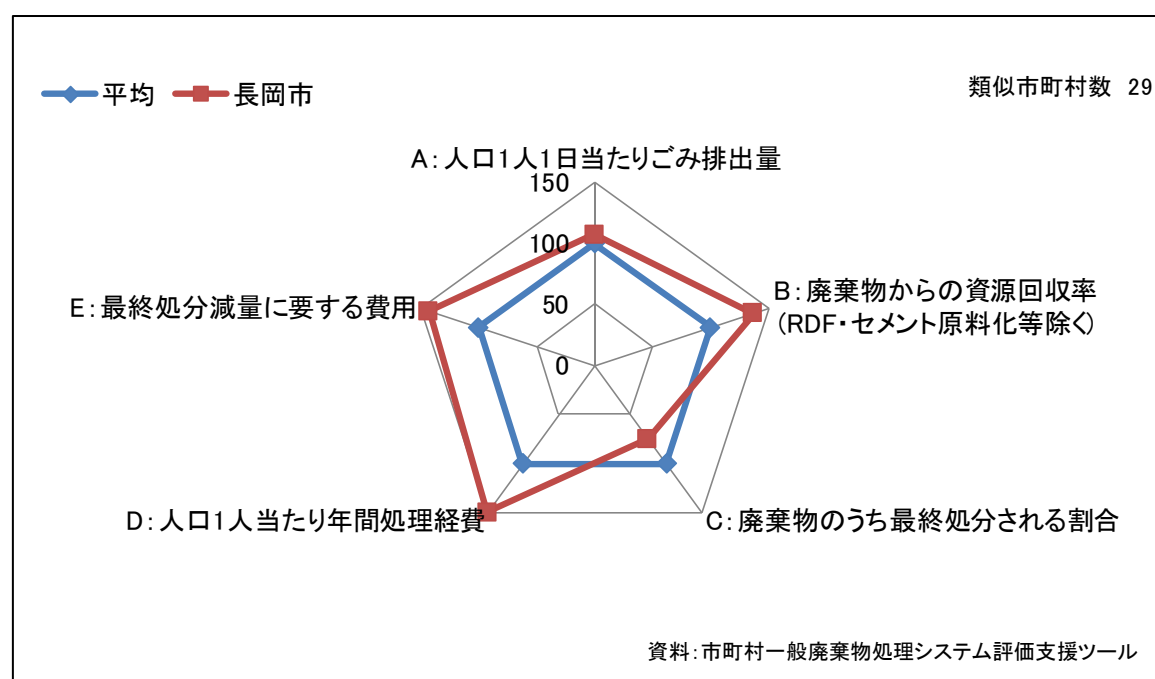 平均 長岡市
類似市町村数 29
A:人口1人1日当たりごみ排出量
150
100
50
0
B:廃棄物からの資源回収率
(RDF・セメント原料化等除く)
E:最終処分減量に要する費用
D:人口1人当たり年間処理経費
C:廃棄物のうち最終処分される割合
資料:市町村一般廃棄物処理システム評価支援ツール